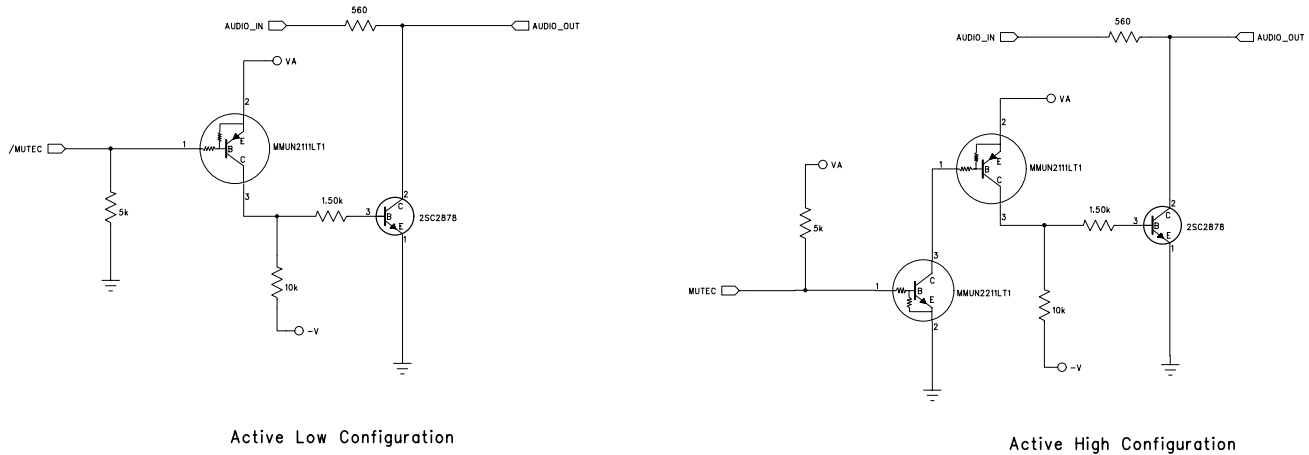 560
AUDIO_IN
AUDIO_OUT
VA
2
E
/MUTEC
1
B
MMUN2111LT1
C
3
5k
1.50k
3
2
C
B
2SC2878
E
1
10k
-V
Active Low Configuration
560
AUDIO_IN
AUDIO_OUT
VA
2
E
1
B
MMUN2111LT1
C
VA
3
5k
1.50k
3
2
C
B
2SC2878
E
1
3
C
MUTEC
1
B
MMUN2211LT1
E
2
10k
-V
Active High Configuration